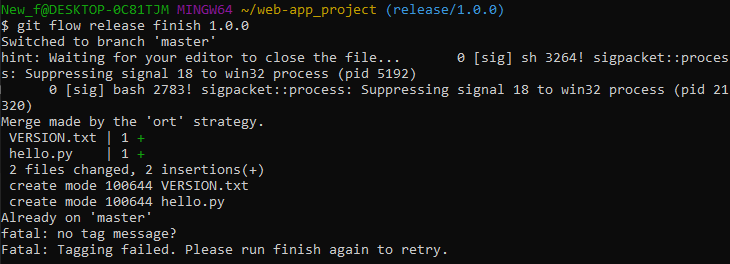 New_f@DESKTOP-0C81TJM MINGW64 ~/web-app_project (release/1.0.0)
$ git flow release finish 1.0.0
Switched to branch 'master'
hint: Waiting for your editor to close the file...       0 [sig] sh 3264! sigpacket::proces
s: Suppressing signal 18 to win32 process (pid 5192)
      0 [sig] bash 2783! sigpacket::process: Suppressing signal 18 to win32 process (pid 21
320)
Merge made by the 'ort' strategy.
 VERSION.txt | 1 +
 hello.py    | 1 +
 2 files changed, 2 insertions(+)
 create mode 100644 VERSION.txt
 create mode 100644 hello.py
Already on 'master'
fatal: no tag message?
Fatal: Tagging failed. Please run finish again to retry.